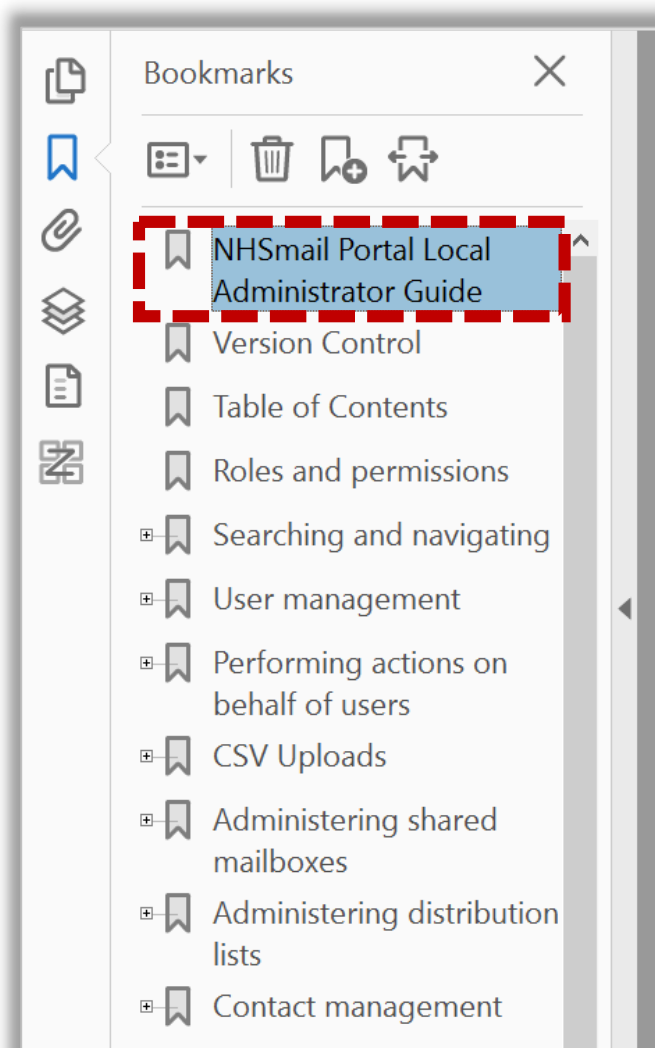 Bookmarks
NHSmail Portal Local
Administrator Guide
Version Control
Table of Contents
Roles and permissions
Searching and navigating
User management
Performing actions on
behalf of users
CSV Uploads
Administering shared
mailboxes
Administering distribution
lists
Contact management